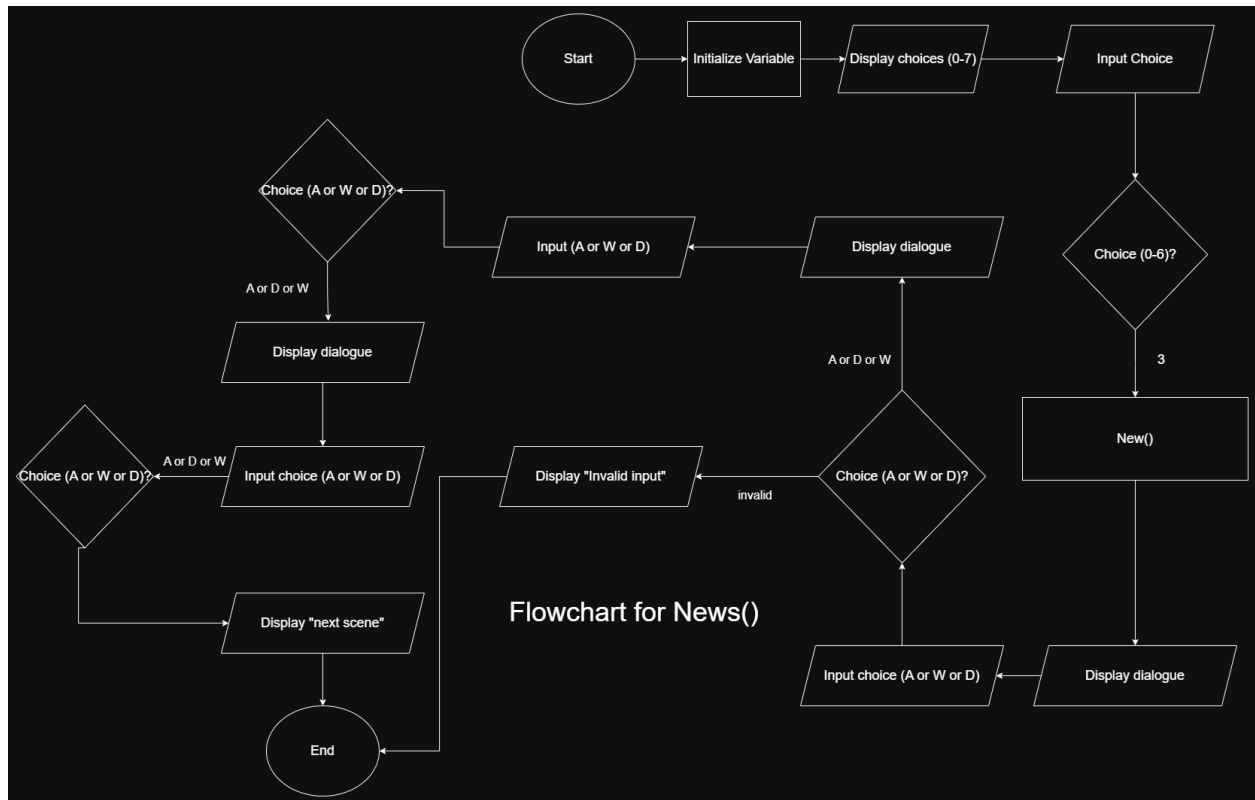 Start
Initialize Variable
Display choices (0-7)
Input Choice
Choice (0-6)?
3
New()
Display dialogue
Input choice (A or W or D)
Choice (A or W or D)?
invalid
Display "Invalid input"
A or D or W
Display dialogue
Input (A or W or D)
Choice (A or W or D)?
A or D or W
Display dialogue
Input choice (A or W or D)
A or D or W
Choice (A or W or D)?
Display "next scene"
End
Flowchart for News()